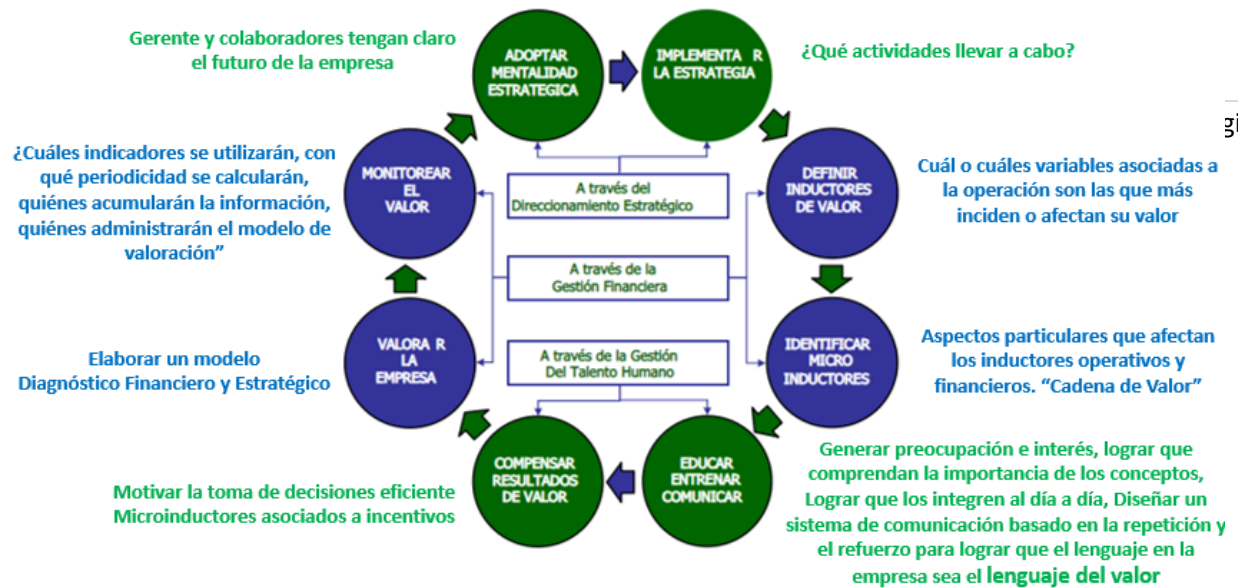 Gerente y colaboradores tengan claro
el futuro de la empresa
ADOPTAR
MENTALIDAD
ESTRATEGICA
IMPLEMENTA R
LA ESTRATEGIA
¿Qué actividades llevar a cabo?
gi
¿Cuáles indicadores se utilizarán, con
qué periodicidad se calcularán,
quiénes acumularán la información,
quiénes administrarán el modelo de
valoración”
MONITOREAR
EL
VALOR
A través del
Direccionamiento Estratégico
DEFINIR
INDUCTORES
DE VALOR
Cuál o cuáles variables asociadas a
la operación son las que más
inciden o afectan su valor
A través de la
Gestión Financiera
Elaborar un modelo
Diagnóstico Financiero y Estratégico
VALORA R
LA
EMPRESA
A través de la Gestión
Del Talento Humano
IDENTIFICAR
MICRO
INDUCTORES
Aspectos particulares que afectan
los inductores operativos y
financieros. “Cadena de Valor”
Motivar la toma de decisiones eficiente
Microinductores asociados a incentivos
COMPENSAR
RESULTADOS
DE VALOR
EDUCAR
ENTRENAR
COMUNICAR
Generar preocupación e interés, lograr que
comprendan la importancia de los conceptos,
Lograr que los integren al día a día, Diseñar un
sistema de comunicación basado en la repetición y
el refuerzo para lograr que el lenguaje en la
empresa sea el lenguaje del valor